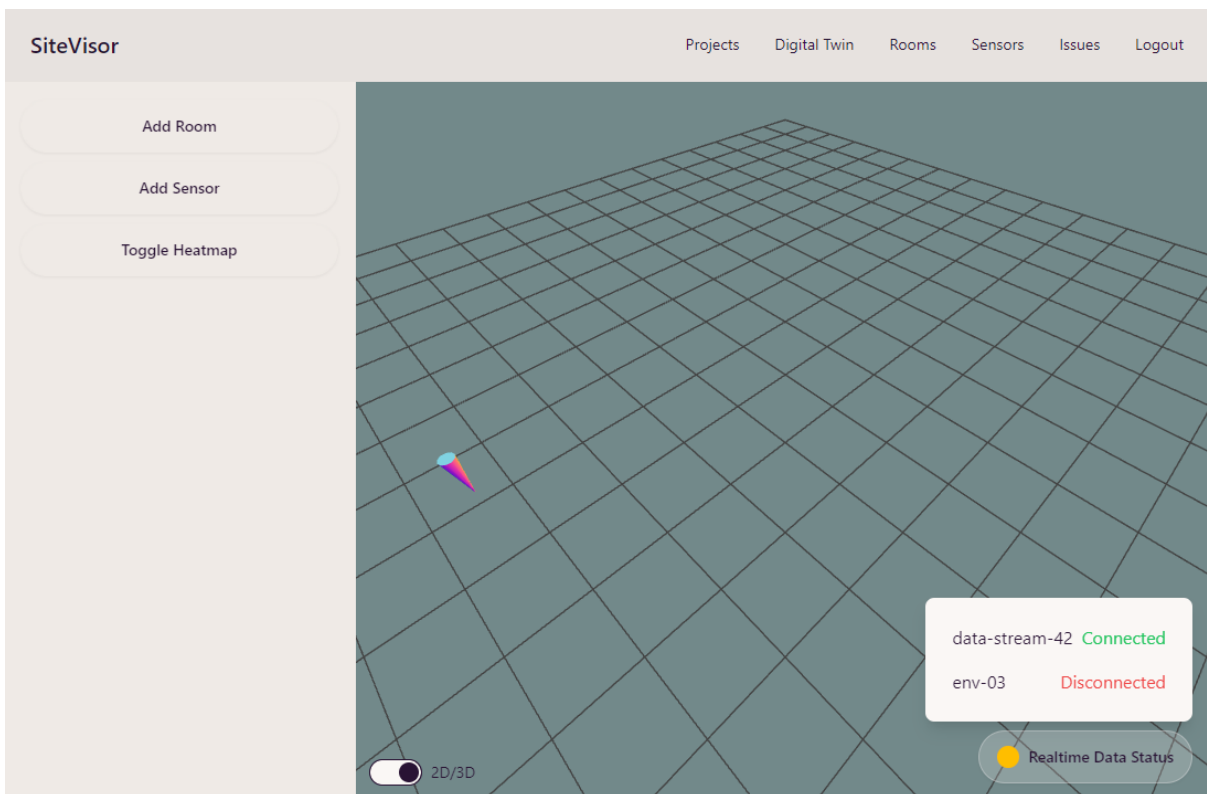 SiteVisor
Projects Digital Twin Rooms Sensors Issues Logout
Add Room
Add Sensor
Toggle Heatmap
data-stream-42 Connected
env-03 Disconnected
Realtime Data Status
2D/3D